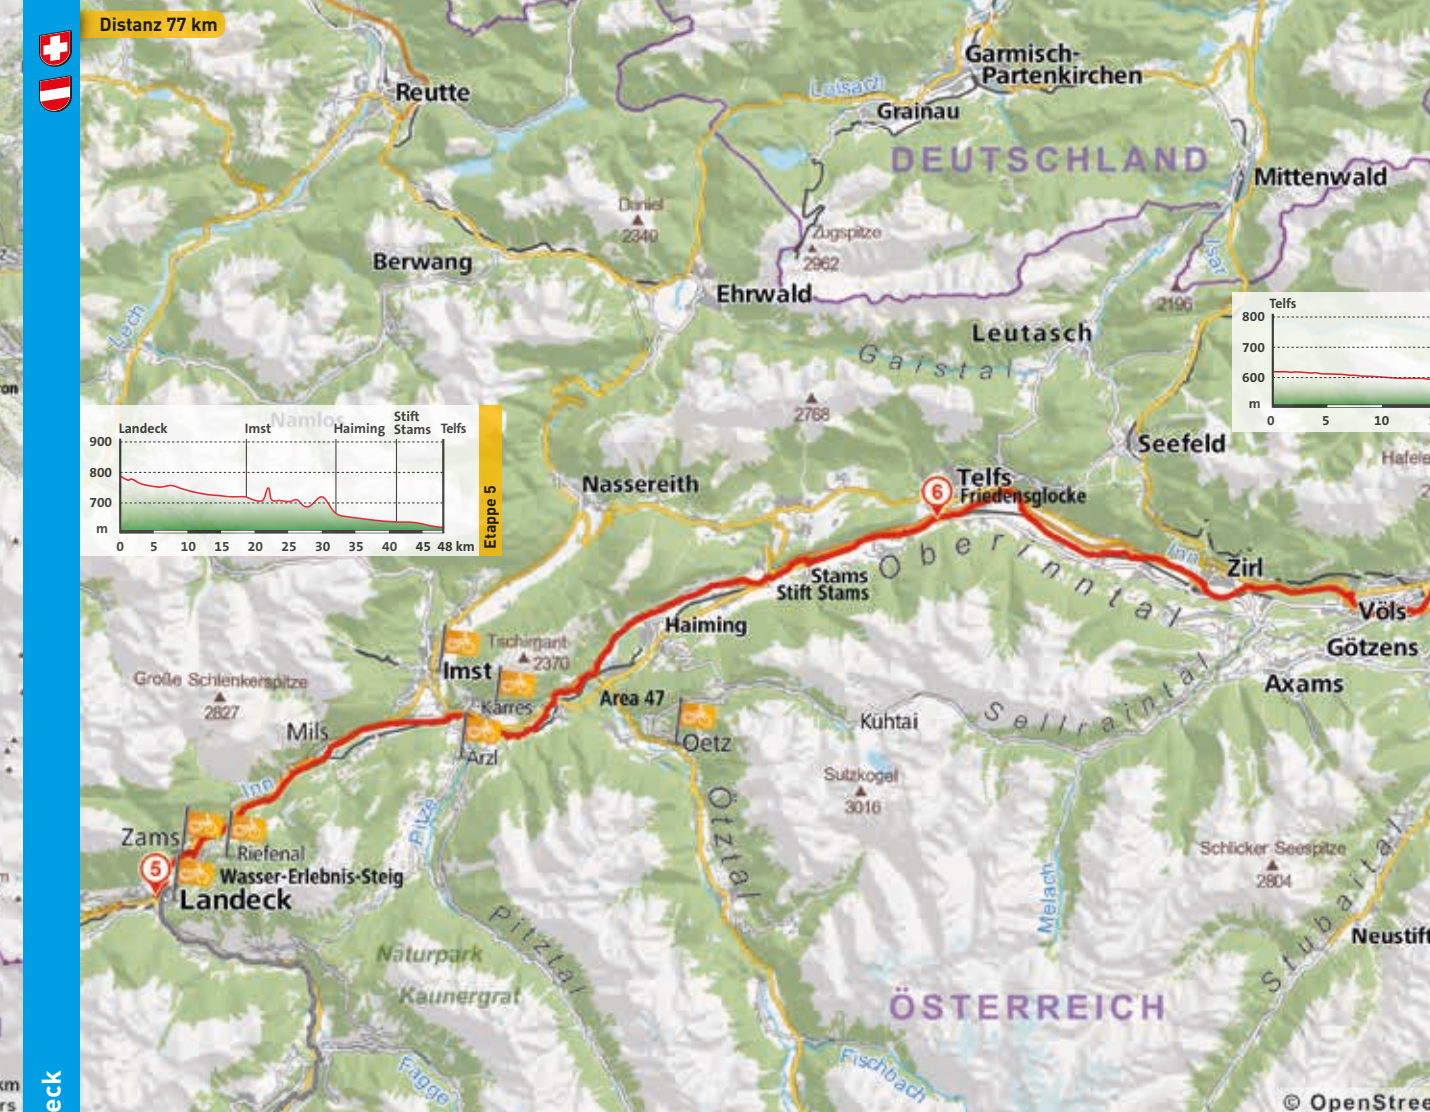 Distanz 77 km
Reutte
Garmisch-
Partenkirchen
Loisach
Grainau
DEUTSCHLAND
Mittenwald
Daniel
2340
Zugspitze
2962
Isar
Berwang
Ehrwald
2196
Lech
Leutasch
Gaistal
Telfs
800
700
600
m
0
5
10
Namlos
Landeck
Imst
Haiming
Stift
Stams
Telfs
900
800
700
m
0
5
10
15
20
25
30
35
40
45
48 km
Etappe 5
2768
Seefeld
Nassereith
Telfs
6
Friedensglocke
Oberinntal
Inn
Zirl
Stams
Stift Stams
Völs
Haiming
Götzens
Tschirgant
2370
Imst
Große Schlenkerspitze
2827
Karres
Area 47
Axams
Sellraintal
Kühtai
Mils
Arzl
Oetz
Inn
Sulzkogel
3016
Pitze
Ötztal
Zams
Riefenal
5
Wasser-Erlebnis-Steig
Landeck
Schlicker Seespitze
2804
Melach
Stubaital
Pitztal
Neustift
Naturpark
Kaunergrat
ÖSTERREICH
Fischbach
Fagge
eck
km
rs